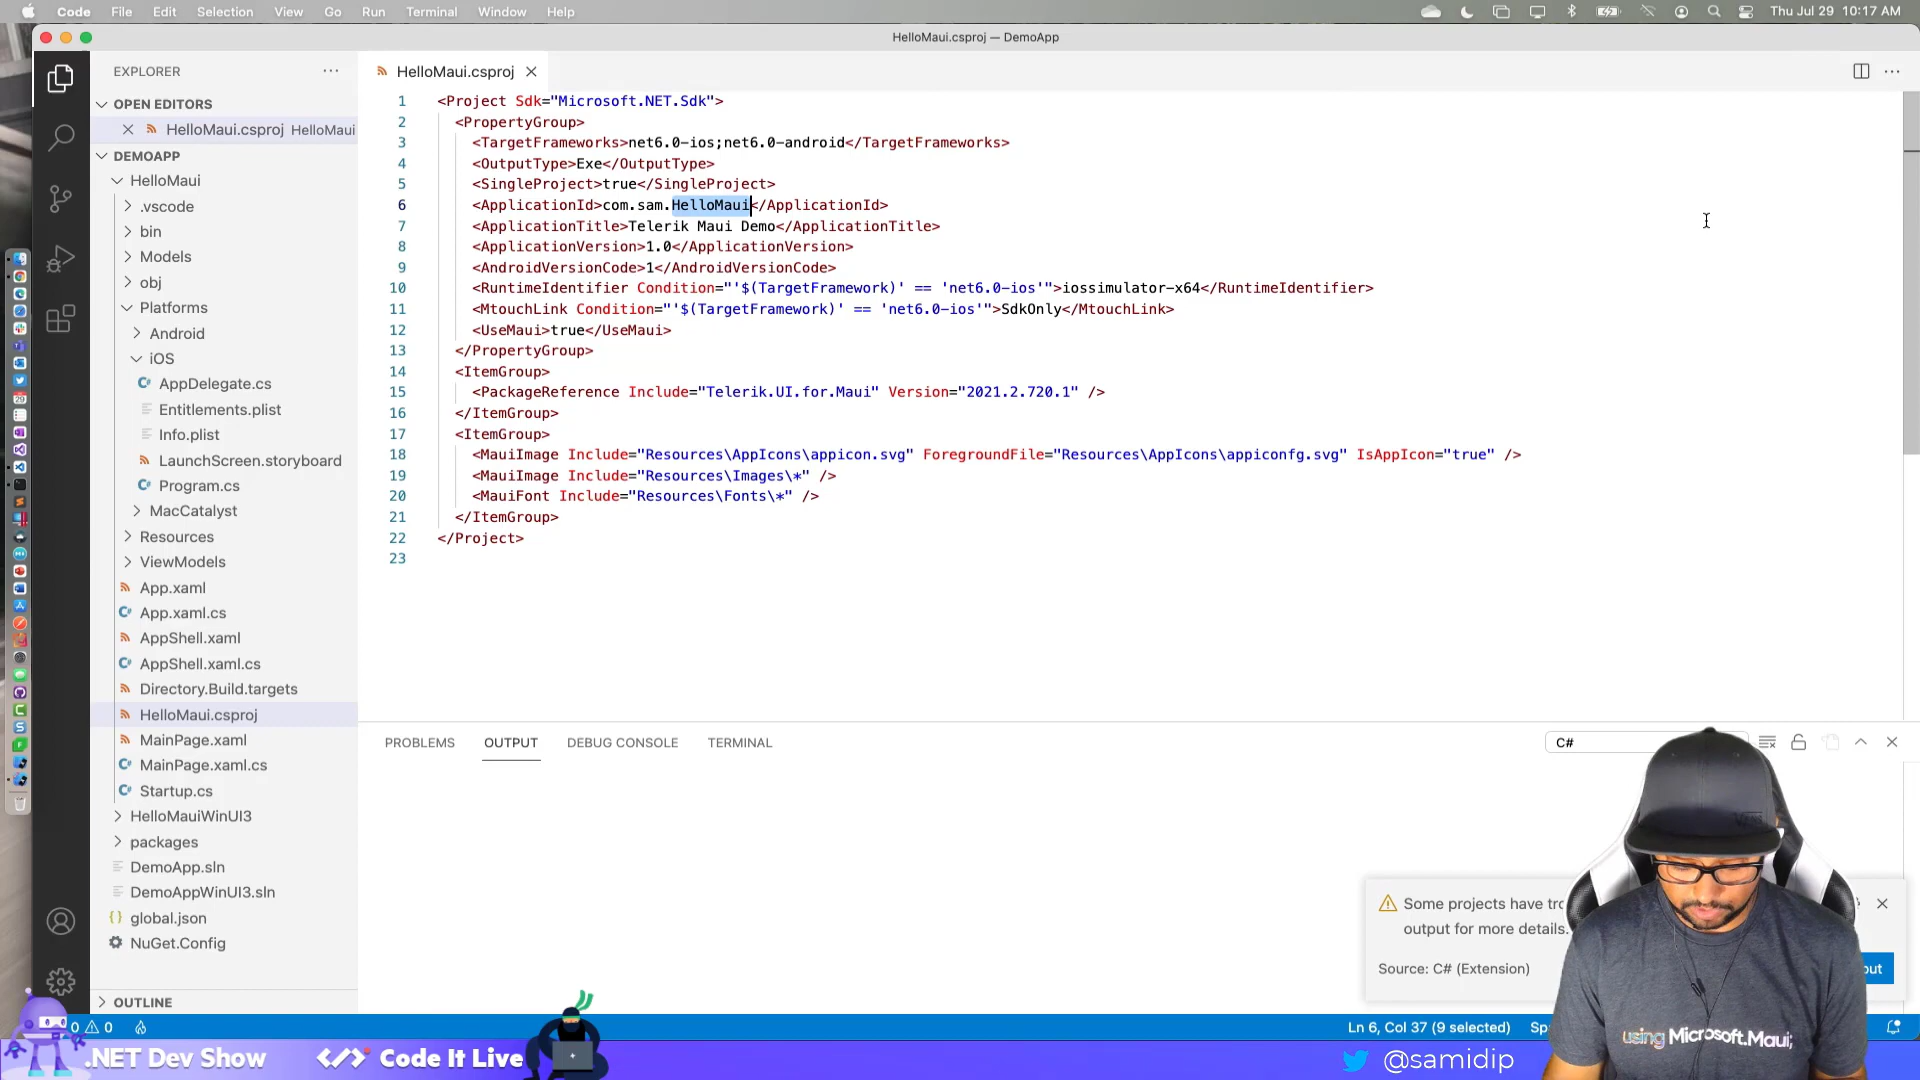 Code File Edit Selection View Go Run Terminal Window Help Thu Jul 29 10:17 AM
HelloMaui.csproj — DemoApp
EXPLORER
HelloMaui.csproj
OPEN EDITORS
HelloMaui.csproj HelloMaui
DEMOAPP
HelloMaui
.vscode
bin
Models
obj
Platforms
Android
iOS
AppDelegate.cs
Entitlements.plist
Info.plist
LaunchScreen.storyboard
Program.cs
MacCatalyst
Resources
ViewModels
App.xaml
App.xaml.cs
AppShell.xaml
AppShell.xaml.cs
Directory.Build.targets
HelloMaui.csproj
MainPage.xaml
MainPage.xaml.cs
Startup.cs
HelloMauiWinUI3
packages
DemoApp.sln
DemoAppWinUI3.sln
global.json
NuGet.Config
OUTLINE
1 <Project Sdk="Microsoft.NET.Sdk">
2 <PropertyGroup>
3 <TargetFrameworks>net6.0-ios;net6.0-android</TargetFrameworks>
4 <OutputType>Exe</OutputType>
5 <SingleProject>true</SingleProject>
6 <ApplicationId>com.sam.HelloMaui</ApplicationId>
7 <ApplicationTitle>Telerik Maui Demo</ApplicationTitle>
8 <ApplicationVersion>1.0</ApplicationVersion>
9 <AndroidVersionCode>1</AndroidVersionCode>
10 <RuntimeIdentifier Condition="'$(TargetFramework)' == 'net6.0-ios'">iossimulator-x64</RuntimeIdentifier>
11 <MtouchLink Condition="'$(TargetFramework)' == 'net6.0-ios'">SdkOnly</MtouchLink>
12 <UseMaui>true</UseMaui>
13 </PropertyGroup>
14 <ItemGroup>
15 <PackageReference Include="Telerik.UI.for.Maui" Version="2021.2.720.1" />
16 </ItemGroup>
17 <ItemGroup>
18 <MauiImage Include="Resources\AppIcons\appicon.svg" ForegroundFile="Resources\AppIcons\appiconfg.svg" IsAppIcon="true" />
19 <MauiImage Include="Resources\Images\*" />
20 <MauiFont Include="Resources\Fonts\*" />
21 </ItemGroup>
22 </Project>
23
PROBLEMS OUTPUT DEBUG CONSOLE TERMINAL C#
Some projects have
output for more details.
Source: C# (Extension)
0 0 Ln 6, Col 37 (9 selected)
using Microsoft.Maui;
.NET Dev Show </> Code It Live @samidip